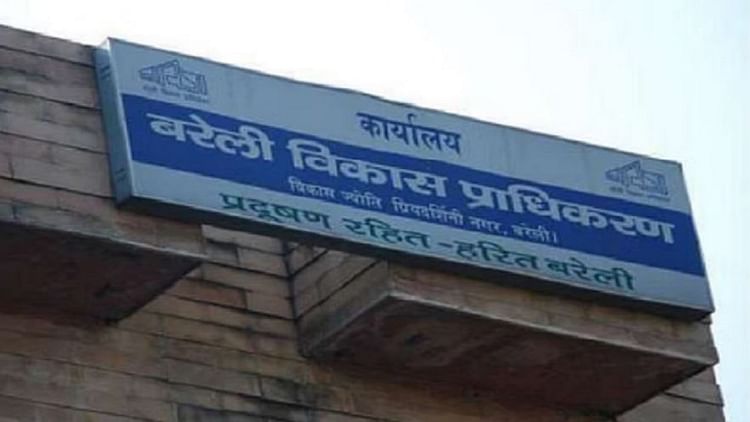 कार्यालय
बरेली विकास प्राधिकरण
विकास ज्योति प्रियदर्शिनी नगर, बरेली।
प्रदूषण रहित-हरित बरेली